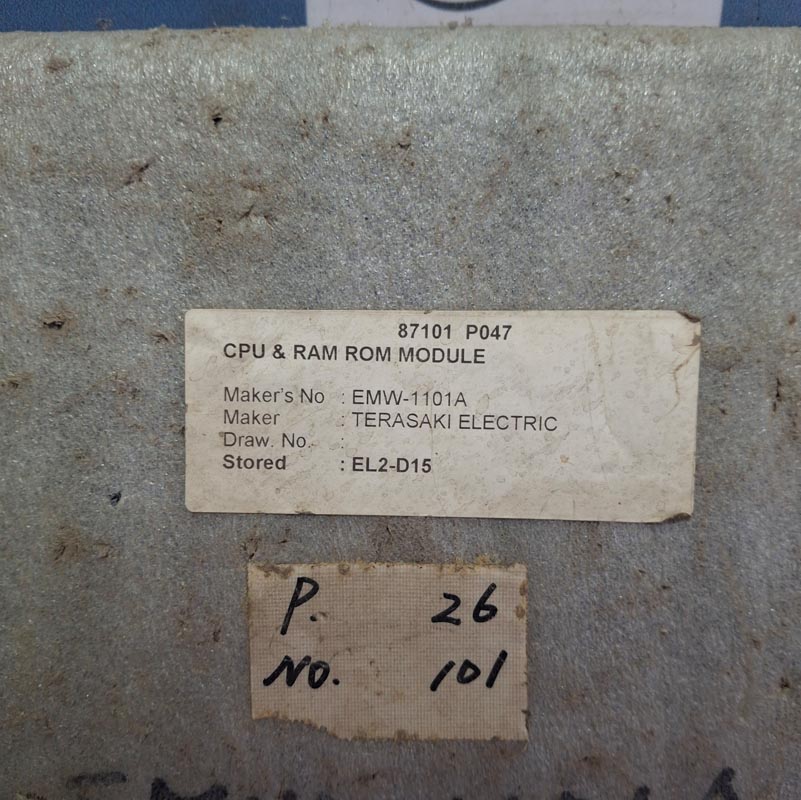 87101 P047
CPU & RAM ROM MODULE
Maker's No : EMW-1101A
Maker : TERASAKI ELECTRIC
Draw. No. :
Stored : EL2-D15
P. 26
NO. 101